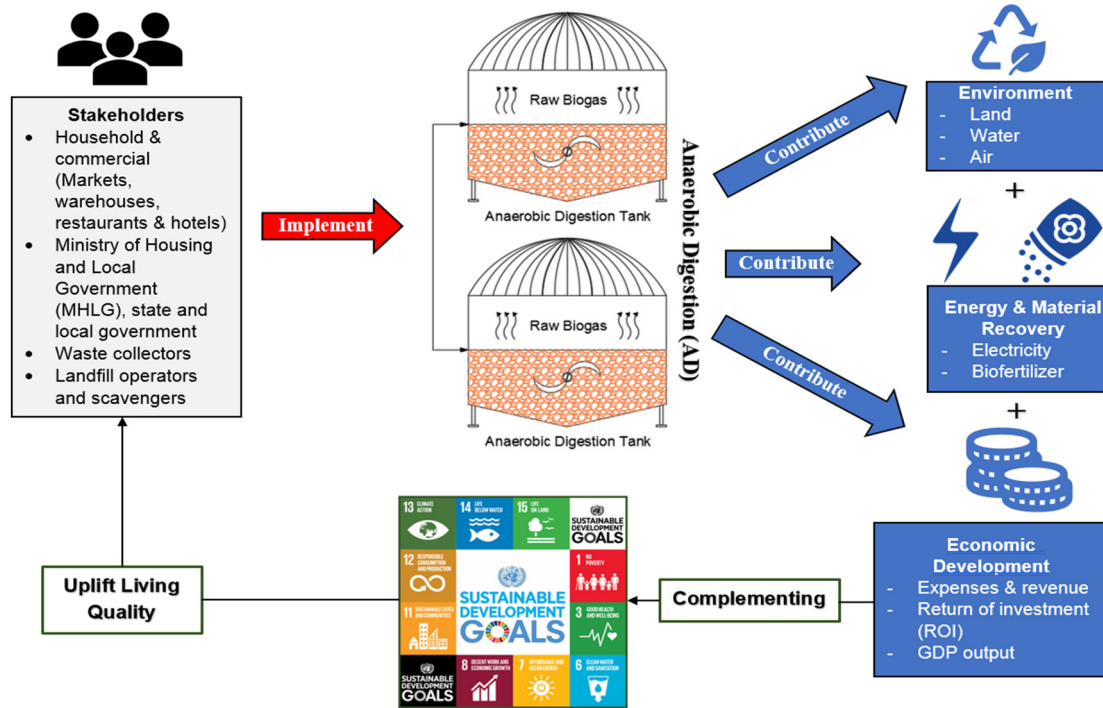 Stakeholders
• Household &
commercial
(Markets,
warehouses,
restaurants & hotels)
• Ministry of Housing
and Local
Government
(MHLG), state and
local government
• Waste collectors
• Landfill operators
and scavengers
Implement
Raw Biogas
Anaerobic Digestion Tank
Raw Biogas
Anaerobic Digestion Tank
Anaerobic Digestion (AD)
Contribute
Contribute
Contribute
Environment
- Land
- Water
- Air
+
Energy & Material
Recovery
- Electricity
- Biofertilizer
+
Economic
Development
- Expenses & revenue
- Return of investment
(ROI)
- GDP output
Complementing
13 CLIMATE
ACTION
14 LIFE
BELOW WATER
15 LIFE
ON LAND
SUSTAINABLE
DEVELOPMENT
GOALS
12 RESPONSIBLE
CONSUMPTION
AND PRODUCTION
1 NO
POVERTY
SUSTAINABLE
DEVELOPMENT
GOALS
11 SUSTAINABLE CITIES
AND COMMUNITIES
3 GOOD HEALTH
AND WELL-BEING
SUSTAINABLE
DEVELOPMENT
GOALS
8 DECENT WORK AND
ECONOMIC GROWTH
7 AFFORDABLE AND
CLEAN ENERGY
6 CLEAN WATER
AND SANITATION
Uplift Living
Quality